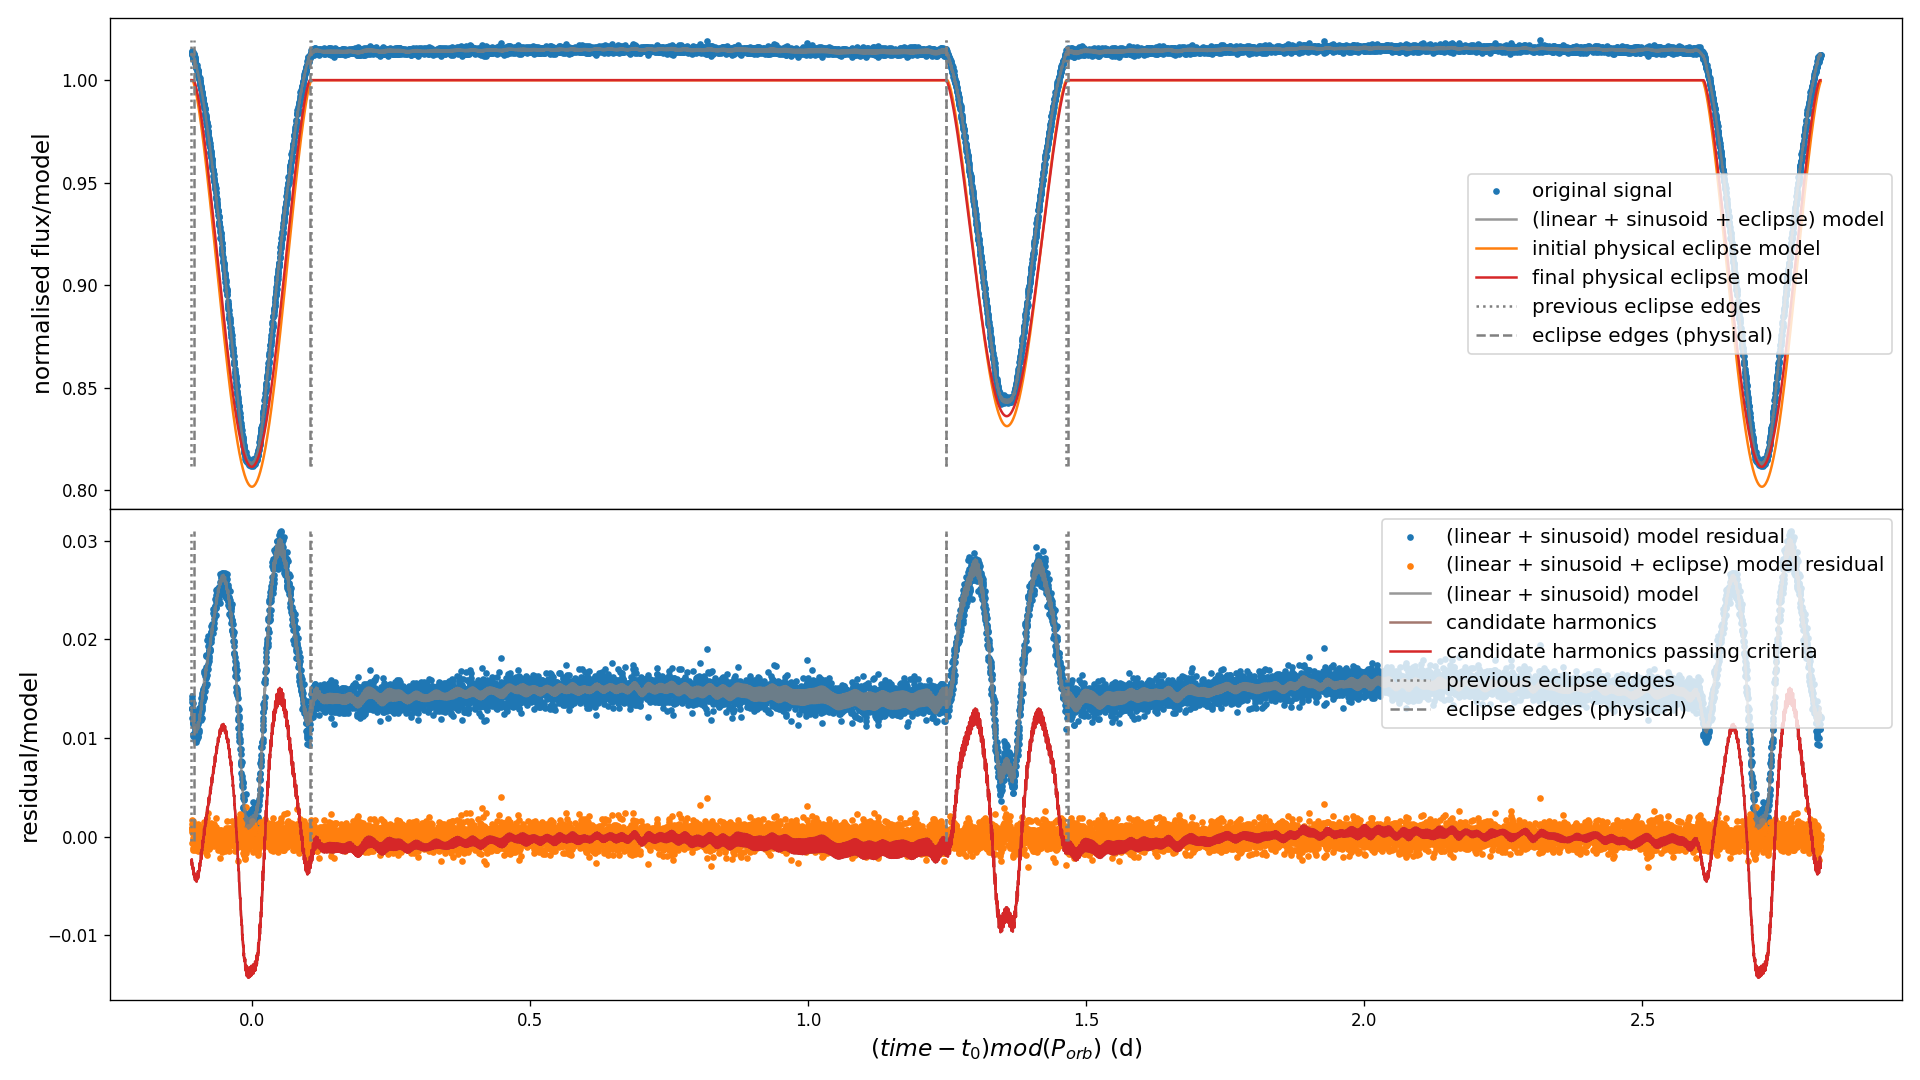 normalised flux/model
1.00
0.95
0.90
0.85
0.80
original signal
(linear + sinusoid + eclipse) model
initial physical eclipse model
final physical eclipse model
previous eclipse edges
eclipse edges (physical)
residual/model
0.03
0.02
0.01
0.00
−0.01
(linear + sinusoid) model residual
(linear + sinusoid + eclipse) model residual
(linear + sinusoid) model
candidate harmonics
candidate harmonics passing criteria
previous eclipse edges
eclipse edges (physical)
0.0 0.5 1.0 1.5 2.0 2.5
(time − t₀)mod(Pₒᵣb) (d)